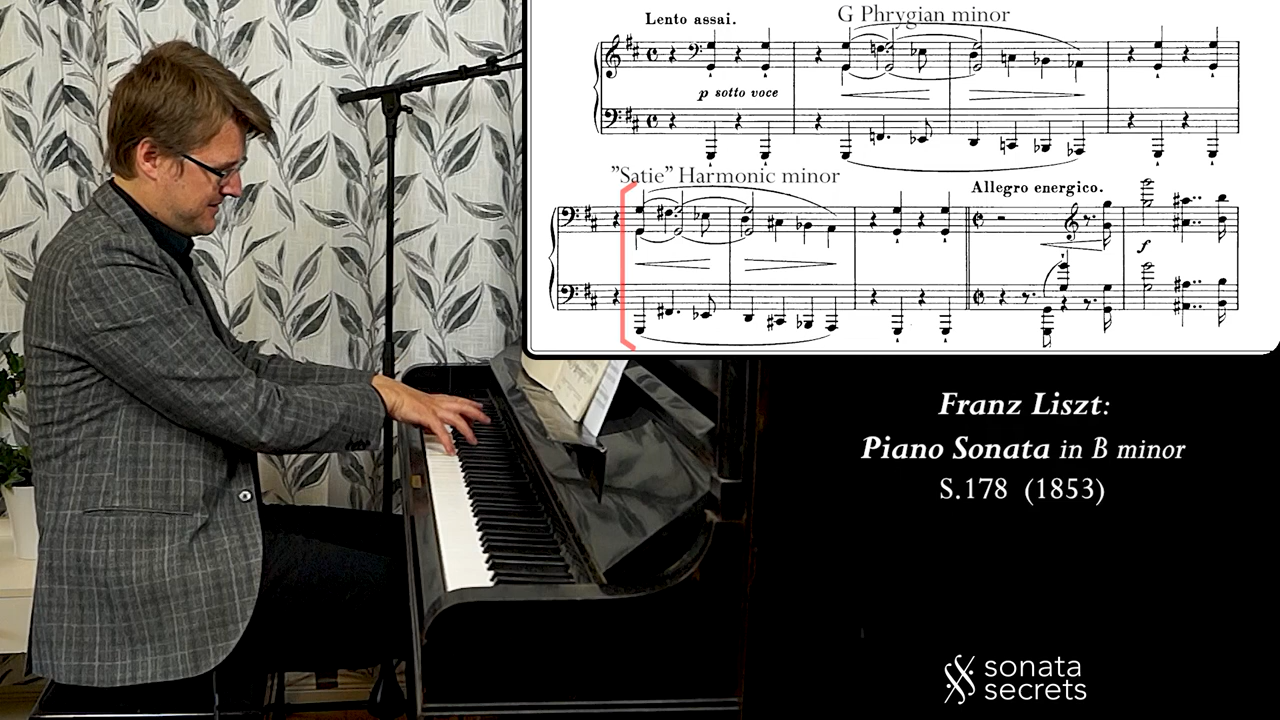 G Phrygian minor
Lento assai.
p sotto voce
”Satie” Harmonic minor
Allegro energico.
f
Franz Liszt:
Piano Sonata in B minor
S.178 (1853)
sonata
secrets